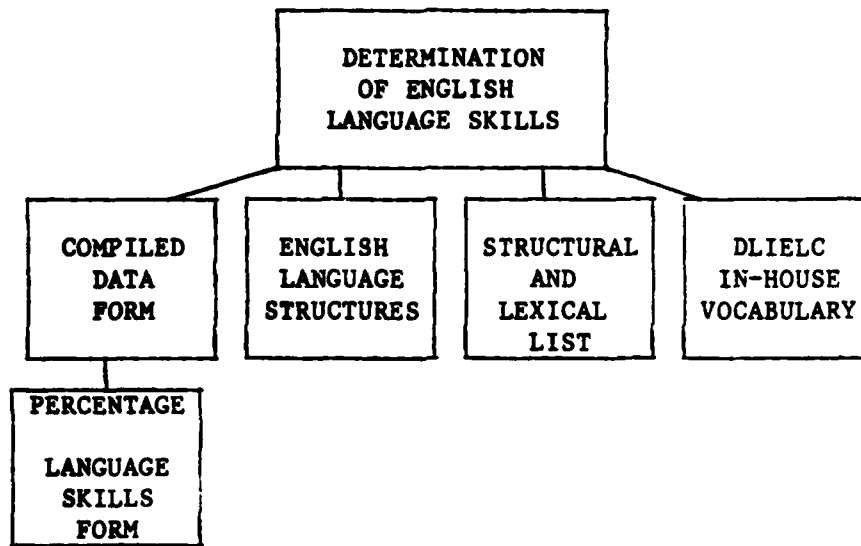 DETERMINATION
OF ENGLISH
LANGUAGE SKILLS
COMPILED
DATA
FORM
ENGLISH
LANGUAGE
STRUCTURES
STRUCTURAL
AND
LEXICAL
LIST
DLIELC
IN-HOUSE
VOCABULARY
PERCENTAGE
LANGUAGE
SKILLS
FORM